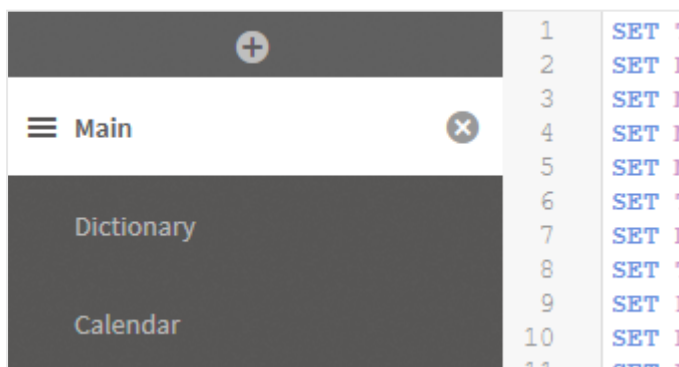 Main
Dictionary
Calendar
1 SET
2 SET
3 SET
4 SET
5 SET
6 SET
7 SET
8 SET
9 SET
10 SET